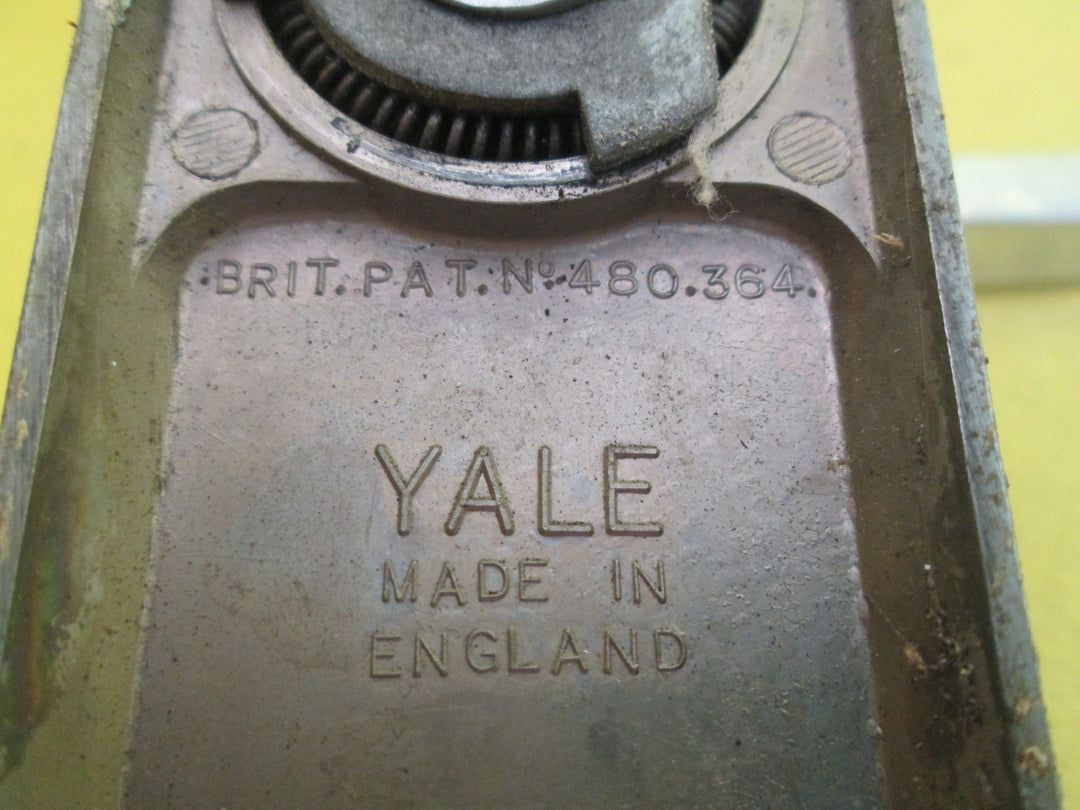 BRIT. PAT. Nº 480.364.
YALE
MADE IN
ENGLAND